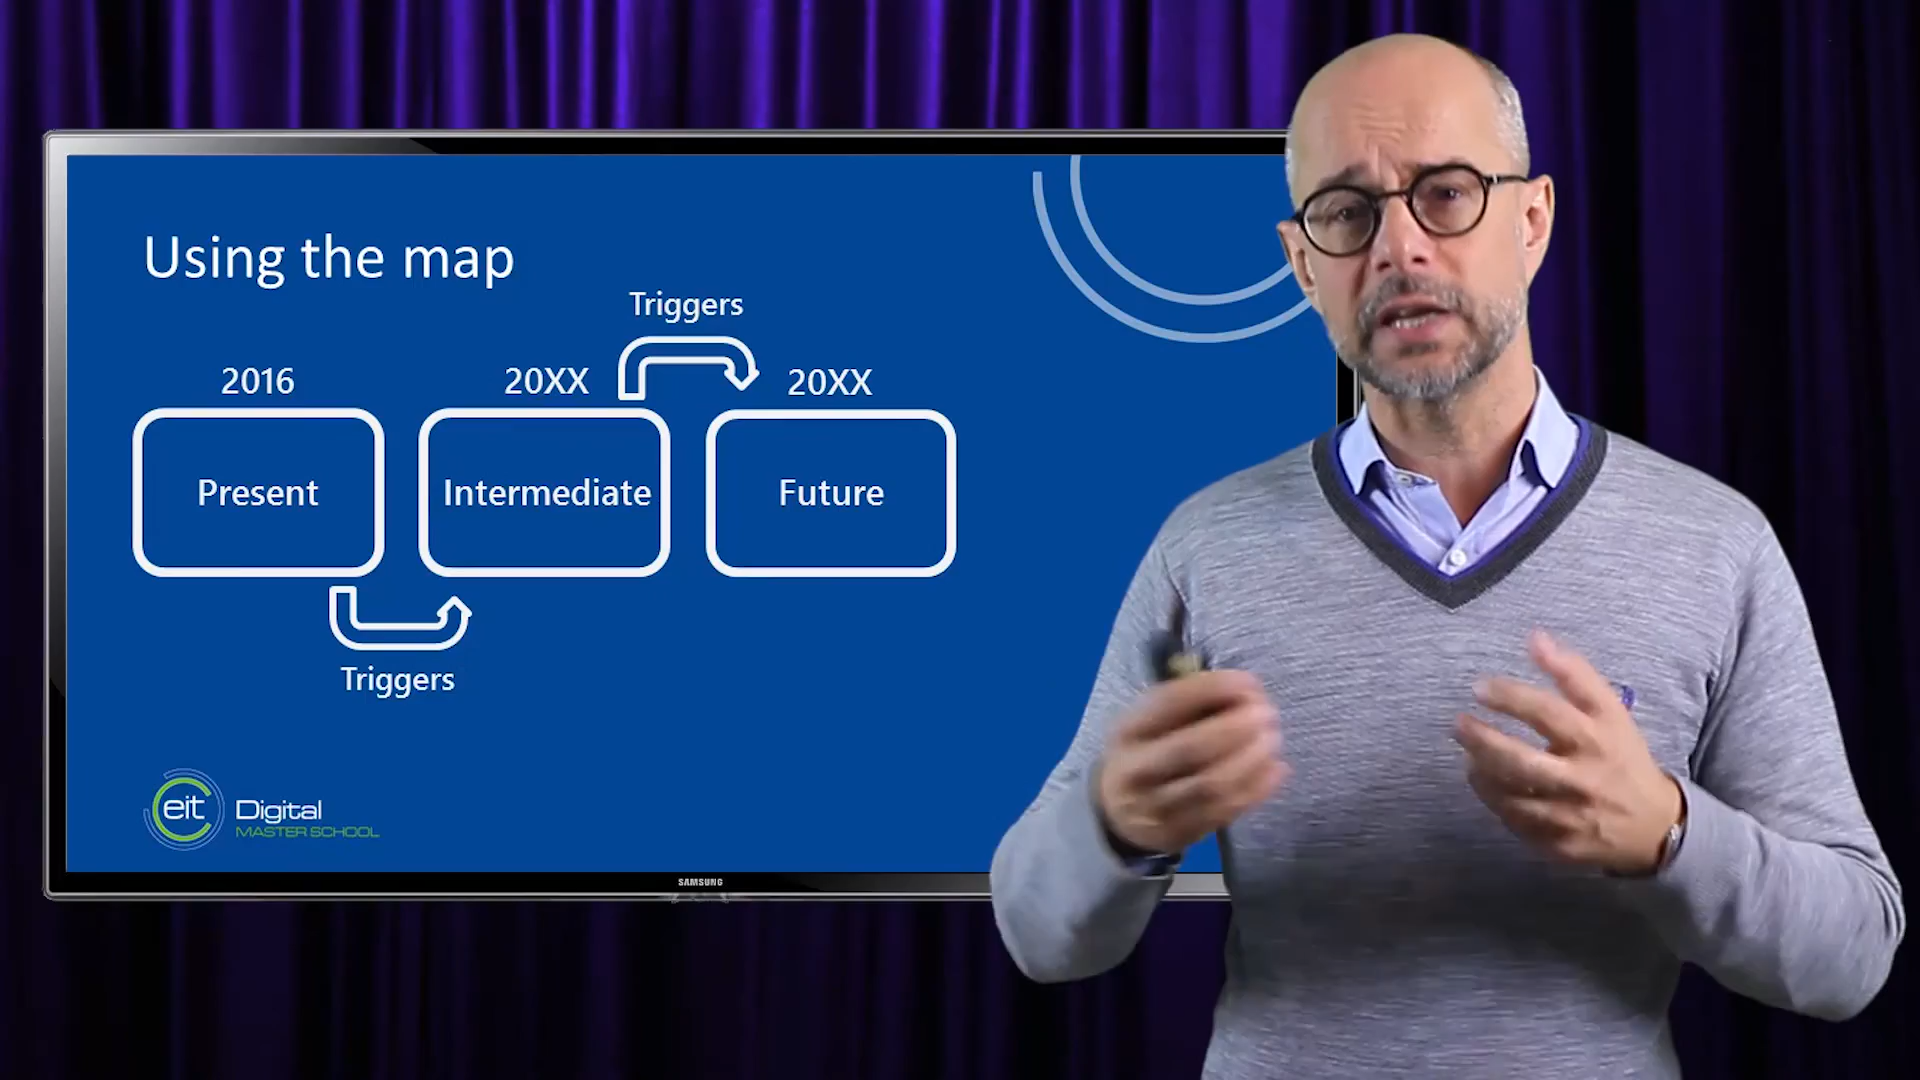 Using the map
Triggers
2016
20XX
20XX
Present
Intermediate
Future
Triggers
eit Digital
MASTER SCHOOL
SAMSUNG